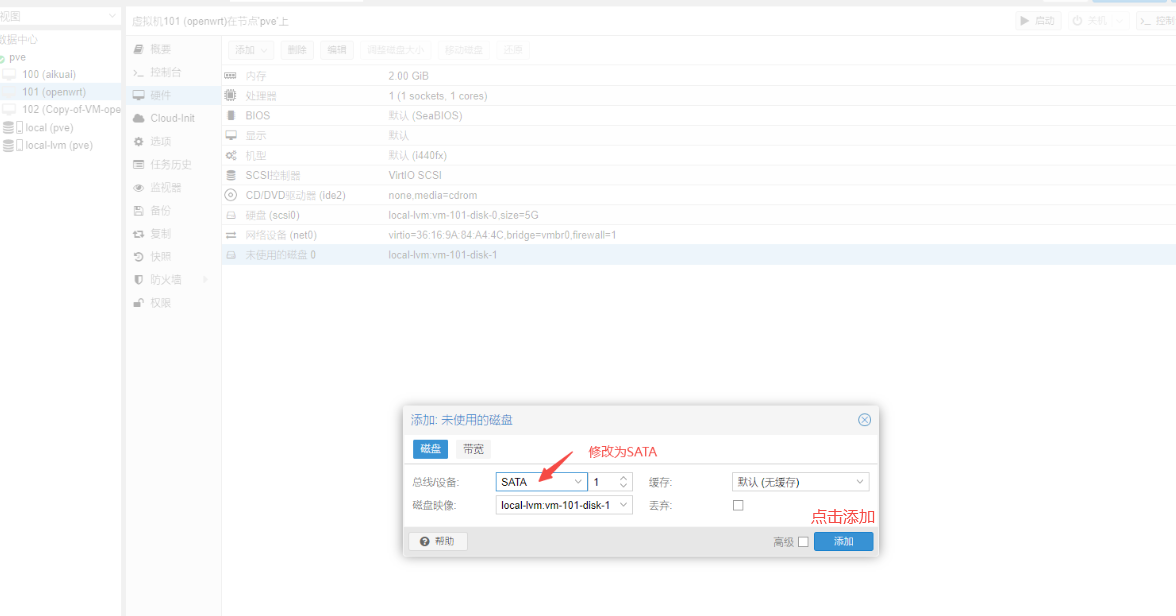 视图
虚拟机101 (openwrt)在节点'pve'上
启动
关机
控制
数据中心
pve
100 (aikuai)
101 (openwrt)
102 (Copy-of-VM-ope
local (pve)
local-lvm (pve)
概要
控制台
硬件
Cloud-Init
选项
任务历史
监视器
备份
复制
快照
防火墙
权限
添加 删除 编辑 调整磁盘大小 移动磁盘 还原
内存 2.00 GiB
处理器 1 (1 sockets, 1 cores)
BIOS 默认 (SeaBIOS)
显示 默认
机型 默认 (i440fx)
SCSI控制器 VirtIO SCSI
CD/DVD驱动器 (ide2) none,media=cdrom
硬盘 (scsi0) local-lvm:vm-101-disk-0,size=5G
网络设备 (net0) virtio=36:16:9A:84:A4:4C,bridge=vmbr0,firewall=1
未使用的磁盘 0 local-lvm:vm-101-disk-1
添加: 未使用的磁盘
磁盘 带宽
修改为SATA
总线/设备: SATA 1 缓存: 默认 (无缓存)
磁盘映像: local-lvm:vm-101-disk-1 丢弃:
点击添加
帮助 高级 添加